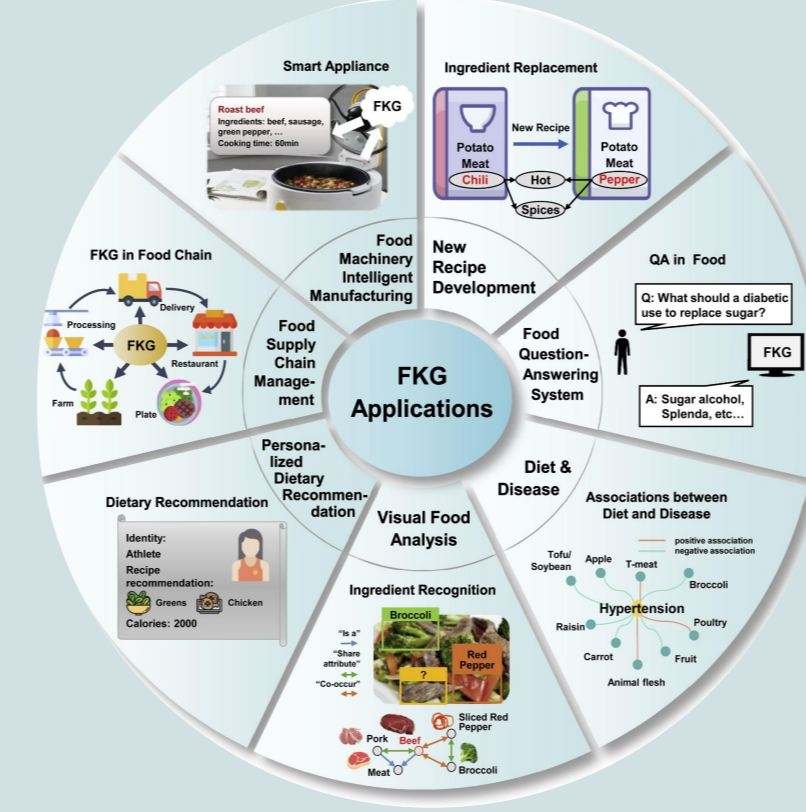 FKG
Applications
Smart Appliance
Roast beef
Ingredients: beef, sausage,
green pepper, ...
Cooking time: 60min
FKG
Food
Machinery
Intelligent
Manufacturing
Ingredient Replacement
Potato
Meat
Chili
New Recipe
Potato
Meat
Pepper
Hot
Spices
New
Recipe
Development
QA in Food
Q: What should a diabetic
use to replace sugar?
FKG
A: Sugar alcohol,
Splenda, etc...
Food
Question-
Answering
System
Diet &
Disease
Associations between
Diet and Disease
positive association
negative association
Tofu/
Soybean
Apple
T-meat
Broccoli
Hypertension
Raisin
Poultry
Carrot
Fruit
Animal flesh
Visual Food
Analysis
Ingredient Recognition
"Is a"
"Share
attribute"
"Co-occur"
Broccoli
Red
Pepper
?
Sliced Red
Pepper
Pork
Beef
Meat
Broccoli
Persona-
lized
Dietary
Recommen-
dation
Dietary Recommendation
Identity:
Athlete
Recipe
recommendation:
Greens
Chicken
Calories: 2000
Food
Supply
Chain
Manage-
ment
FKG in Food Chain
Delivery
Processing
FKG
Restaurant
Farm
Plate